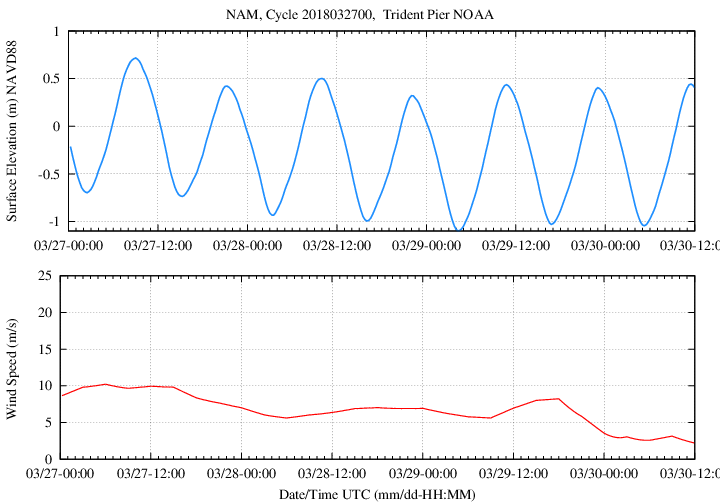 NAM, Cycle 2018032700,  Trident Pier NOAA
Surface Elevation (m) NAVD88
1
0.5
0
-0.5
-1
03/27-00:00 03/27-12:00 03/28-00:00 03/28-12:00 03/29-00:00 03/29-12:00 03/30-00:00 03/30-12:0
Wind Speed (m/s)
25
20
15
10
5
0
03/27-00:00 03/27-12:00 03/28-00:00 03/28-12:00 03/29-00:00 03/29-12:00 03/30-00:00 03/30-12:0
Date/Time UTC (mm/dd-HH:MM)